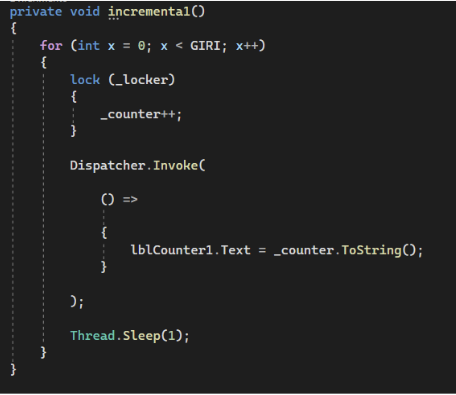 private void incrementa1()
{
for (int x = 0; x < GIRI; x++)
{
lock (_locker)
{
_counter++;
}
Dispatcher.Invoke(
() =>
{
lblCounter1.Text = _counter.ToString();
}
);
Thread.Sleep(1);
}
}